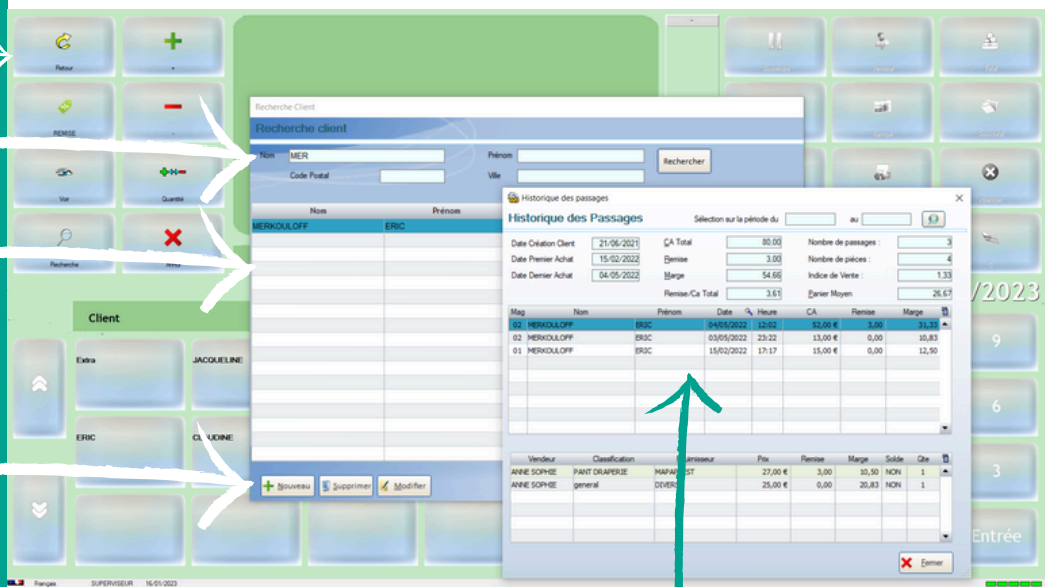 Retour
+
REMISE
-
Voir
Quantité
Recherche
Client
Extra
JACQUELINE
ERIC
Recherche Client
Recherche client
Nom MER
Prénom
Rechercher
Code Postal
Ville
Nom Prénom
MERKOULOFF ERIC
Nouveau Supprimer Modifier
Historique des passages
Historique des Passages
Sélection sur la période du au
Date Création Client 21/06/2021 CA Total 80.00 Nombre de passages : 3
Date Premier Achat 15/02/2022 Remise 3.00 Nombre de pièces : 4
Date Dernier Achat 04/05/2022 Marge 54.66 Indice de Vente : 1.33
Remise/Ca Total 3.61 Panier Moyen 26.67
Mag Nom Prénom Date Heure CA Remise Marge
02 MERKOULOFF ERIC 04/05/2022 12:02 52,00 € 3,00 31,33
02 MERKOULOFF ERIC 03/05/2022 23:22 13,00 € 0,00 10,83
01 MERKOULOFF ERIC 15/02/2022 17:17 15,00 € 0,00 12,50
Vendeur Classification Prix Remise Marge Solde Qte
ANNE SOPHIE PANT DRAPERIE 27,00 € 3,00 10,50 NON 1
ANNE SOPHIE general 25,00 € 0,00 20,83 NON 1
Fermer
/2023
9
6
3
Entrée
Français SUPERVISEUR 16/01/2023